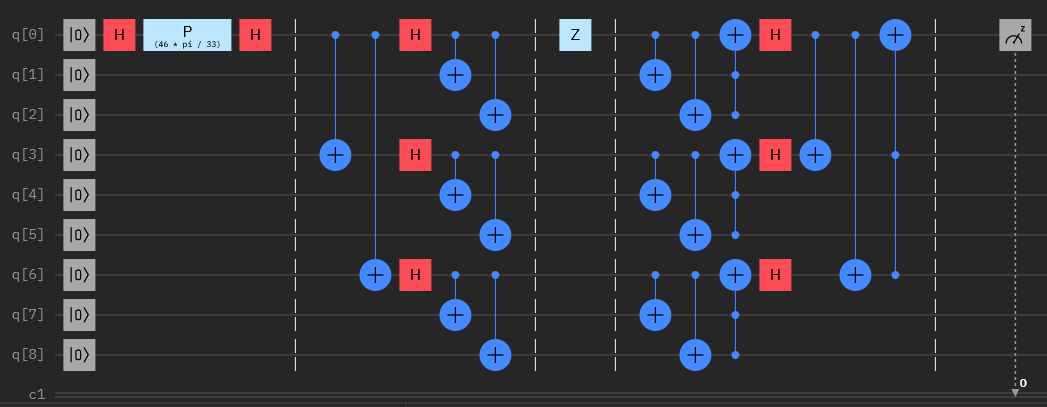 q[0] |0⟩ H P (46 * pi / 33) H H Z H z
q[1] |0⟩
q[2] |0⟩
q[3] |0⟩ H H
q[4] |0⟩
q[5] |0⟩
q[6] |0⟩ H H
q[7] |0⟩
q[8] |0⟩
c1 0